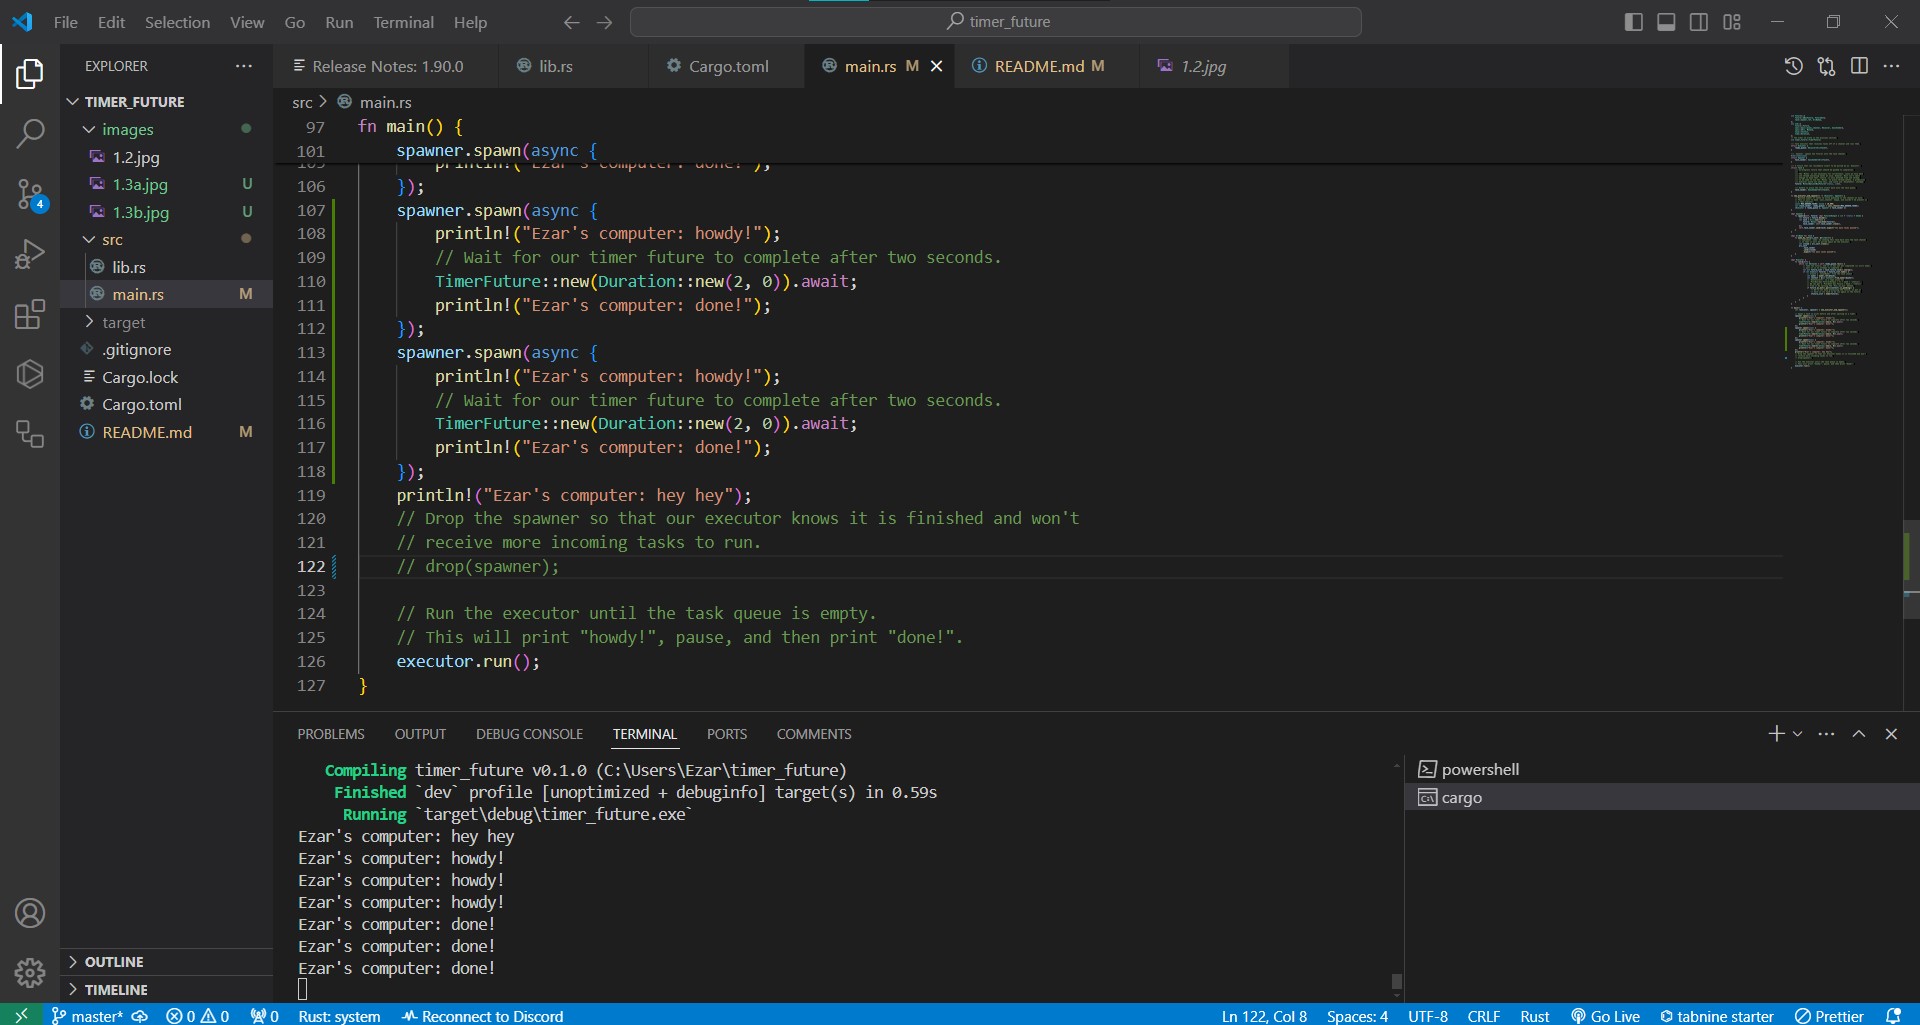 File Edit Selection View Go Run Terminal Help
timer_future
EXPLORER
Release Notes: 1.90.0
lib.rs
Cargo.toml
main.rs M
README.md M
1.2.jpg
TIMER_FUTURE
images
1.2.jpg
1.3a.jpg U
1.3b.jpg U
src
lib.rs
main.rs M
target
.gitignore
Cargo.lock
Cargo.toml
README.md M
4
OUTLINE
TIMELINE
src > main.rs
97 fn main() {
101 spawner.spawn(async {
println!("Ezar's computer: done!");
106 });
107 spawner.spawn(async {
108 println!("Ezar's computer: howdy!");
109 // Wait for our timer future to complete after two seconds.
110 TimerFuture::new(Duration::new(2, 0)).await;
111 println!("Ezar's computer: done!");
112 });
113 spawner.spawn(async {
114 println!("Ezar's computer: howdy!");
115 // Wait for our timer future to complete after two seconds.
116 TimerFuture::new(Duration::new(2, 0)).await;
117 println!("Ezar's computer: done!");
118 });
119 println!("Ezar's computer: hey hey");
120 // Drop the spawner so that our executor knows it is finished and won't
121 // receive more incoming tasks to run.
122 // drop(spawner);
123
124 // Run the executor until the task queue is empty.
125 // This will print "howdy!", pause, and then print "done!".
126 executor.run();
127 }
PROBLEMS OUTPUT DEBUG CONSOLE TERMINAL PORTS COMMENTS
Compiling timer_future v0.1.0 (C:\Users\Ezar\timer_future)
Finished `dev` profile [unoptimized + debuginfo] target(s) in 0.59s
Running `target\debug\timer_future.exe`
Ezar's computer: hey hey
Ezar's computer: howdy!
Ezar's computer: howdy!
Ezar's computer: howdy!
Ezar's computer: done!
Ezar's computer: done!
Ezar's computer: done!
powershell
cargo
master* 0 0 0 Rust: system Reconnect to Discord Ln 122, Col 8 Spaces: 4 UTF-8 CRLF Rust Go Live tabnine starter Prettier